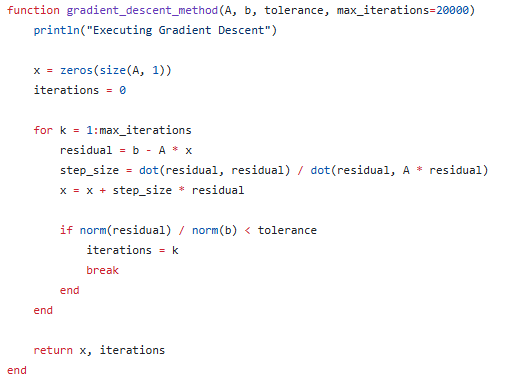 function gradient_descent_method(A, b, tolerance, max_iterations=20000)
    println("Executing Gradient Descent")

    x = zeros(size(A, 1))
    iterations = 0

    for k = 1:max_iterations
        residual = b - A * x
        step_size = dot(residual, residual) / dot(residual, A * residual)
        x = x + step_size * residual

        if norm(residual) / norm(b) < tolerance
            iterations = k
            break
        end
    end

    return x, iterations
end